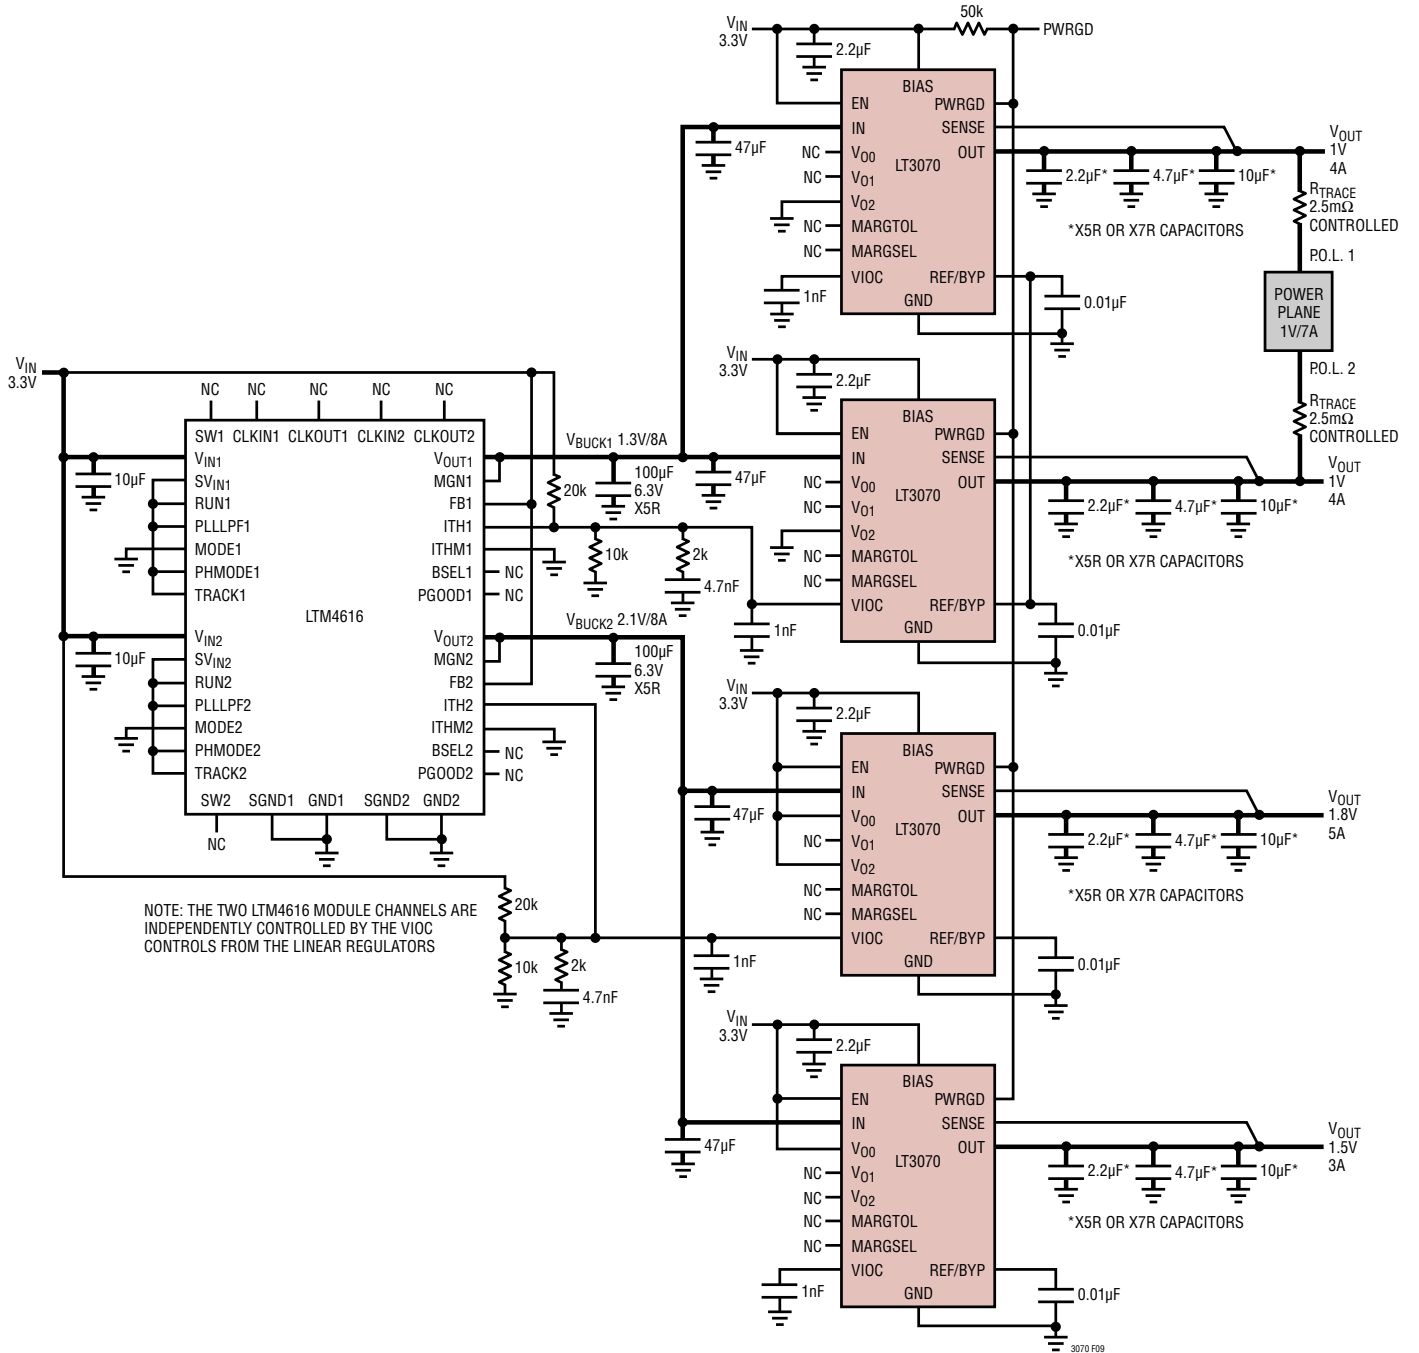 50k
VIN
3.3V
PWRGD
2.2µF
BIAS
EN
PWRGD
IN
SENSE
47µF
NC
VO0
OUT
LT3070
NC
VO1
VO2
NC
MARGTOL
NC
MARGSEL
VIOC
REF/BYP
1nF
GND
0.01µF
VOUT
1V
4A
2.2µF*
4.7µF*
10µF*
*X5R OR X7R CAPACITORS
RTRACE
2.5mΩ
CONTROLLED
P.O.L. 1
POWER
PLANE
1V/7A
P.O.L. 2
RTRACE
2.5mΩ
CONTROLLED
VIN
3.3V
NC
NC
NC
NC
NC
SW1 CLKIN1 CLKOUT1 CLKIN2 CLKOUT2
VIN1
SVIN1
RUN1
PLLLPF1
MODE1
PHMODE1
TRACK1
10µF
LTM4616
VIN2
SVIN2
RUN2
PLLLPF2
MODE2
PHMODE2
TRACK2
10µF
VOUT1
MGN1
FB1
ITH1
ITHM1
BSEL1
NC
PGOOD1
NC
VOUT2
MGN2
FB2
ITH2
ITHM2
BSEL2
NC
PGOOD2
NC
SW2 SGND1 GND1 SGND2 GND2
NC
VBUCK1 1.3V/8A
100µF
6.3V
X5R
20k
10k
2k
4.7nF
VBUCK2 2.1V/8A
100µF
6.3V
X5R
VIN
3.3V
2.2µF
BIAS
EN
PWRGD
IN
SENSE
47µF
NC
VO0
OUT
LT3070
NC
VO1
VO2
NC
MARGTOL
NC
MARGSEL
VIOC
REF/BYP
1nF
GND
0.01µF
VOUT
1V
4A
2.2µF*
4.7µF*
10µF*
*X5R OR X7R CAPACITORS
VIN
3.3V
2.2µF
BIAS
EN
PWRGD
IN
SENSE
47µF
VO0
OUT
LT3070
NC
VO1
VO2
NC
MARGTOL
NC
MARGSEL
VIOC
REF/BYP
1nF
GND
0.01µF
VOUT
1.8V
5A
2.2µF*
4.7µF*
10µF*
*X5R OR X7R CAPACITORS
NOTE: THE TWO LTM4616 MODULE CHANNELS ARE
INDEPENDENTLY CONTROLLED BY THE VIOC
CONTROLS FROM THE LINEAR REGULATORS
20k
10k
2k
4.7nF
VIN
3.3V
2.2µF
BIAS
EN
PWRGD
IN
SENSE
47µF
VO0
OUT
LT3070
NC
VO1
NC
VO2
NC
MARGTOL
NC
MARGSEL
VIOC
REF/BYP
1nF
GND
0.01µF
VOUT
1.5V
3A
2.2µF*
4.7µF*
10µF*
*X5R OR X7R CAPACITORS
3070 F09